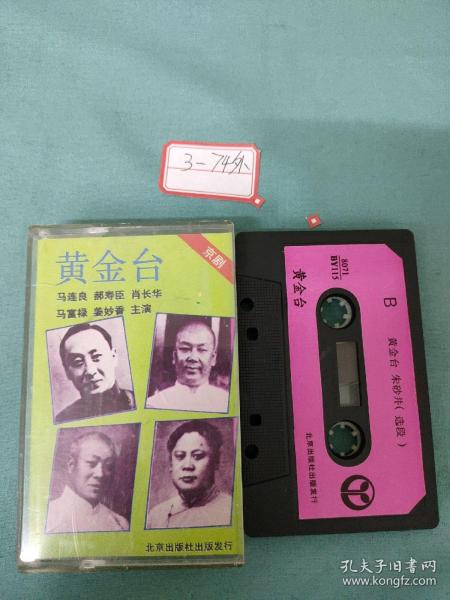 3-74外
黄金台
京剧
马连良 郝寿臣 肖长华
马富禄 姜妙香 主演
北京出版社出版发行
8071
BY115
黄金台
B
黄金台 朱砂井(选段)
北京出版社出版发行
孔夫子旧书网
www.kongfz.com